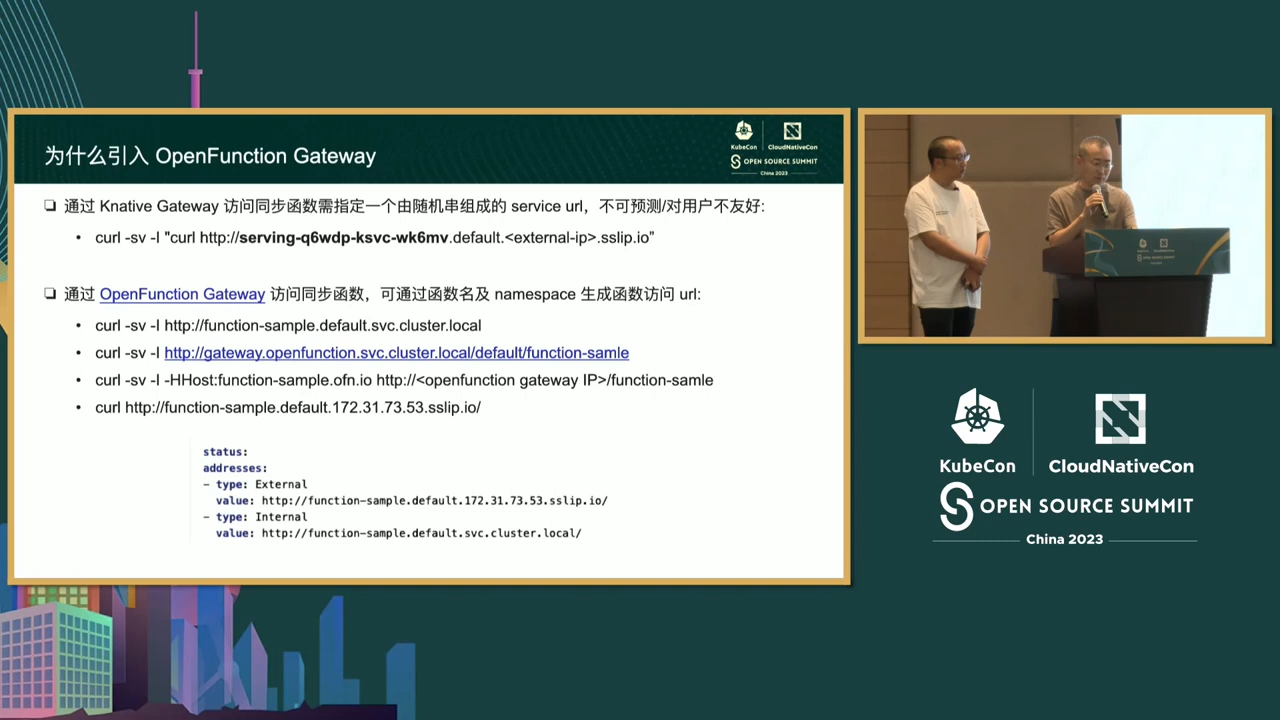 为什么引入 OpenFunction Gateway
KubeCon
CloudNativeCon
OPEN SOURCE SUMMIT
China 2023
通过 Knative Gateway 访问同步函数需指定一个由随机串组成的 service url，不可预测/对用户不友好:
• curl -sv -I "curl http://serving-q6wdp-ksvc-wk6mv.default.<external-ip>.sslip.io”
通过 OpenFunction Gateway 访问同步函数，可通过函数名及 namespace 生成函数访问 url:
• curl -sv -I http://function-sample.default.svc.cluster.local
• curl -sv -I http://gateway.openfunction.svc.cluster.local/default/function-samle
• curl -sv -I -HHost:function-sample.ofn.io http://<openfunction gateway IP>/function-samle
• curl http://function-sample.default.172.31.73.53.sslip.io/
status:
addresses:
- type: External
value: http://function-sample.default.172.31.73.53.sslip.io/
- type: Internal
value: http://function-sample.default.svc.cluster.local/
KubeCon
CloudNativeCon
OPEN SOURCE SUMMIT
China 2023